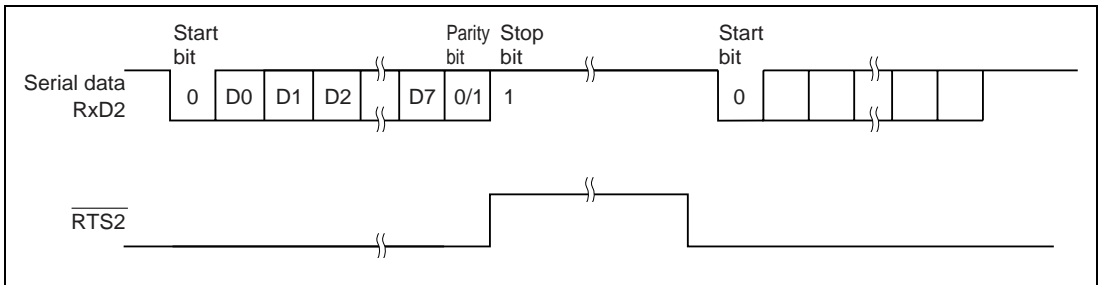 Start bit
Parity bit
Stop bit
Start bit
Serial data RxD2
0 D0 D1 D2 D7 0/1 1 0
RTS2